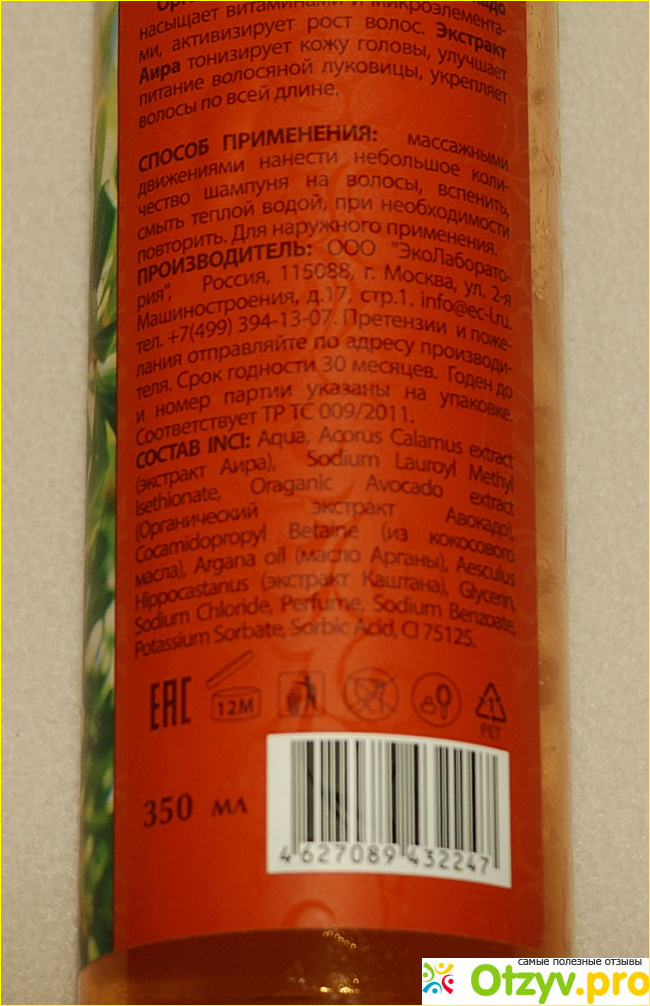 насыщает витаминами и микроэлемента-
ми, активизирует рост волос. Экстракт
Аира тонизирует кожу головы, улучшает
питание волосяной луковицы, укрепляет
волосы по всей длине.
СПОСОБ ПРИМЕНЕНИЯ: массажными
движениями нанести небольшое коли-
чество шампуня на волосы, вспенить,
смыть теплой водой, при необходимости
повторить. Для наружного применения.
ПРОИЗВОДИТЕЛЬ: ООО "ЭкоЛаборато-
рия", Россия, 115088, г. Москва, ул. 2-я
Машиностроения, д.17, стр.1. info@ec-l.ru.
тел. +7(499) 394-13-07. Претензии и поже-
лания отправляйте по адресу производи-
теля. Срок годности 30 месяцев. Годен до
и номер партии указаны на упаковке.
Соответствует ТР ТС 009/2011.
СОСТАВ INCI: Aqua, Acorus Calamus extract
(экстракт Аира), Sodium Lauroyl Methyl
Isethionate, Oraganic Avocado extract
(Органический экстракт Авокадо),
Cocamidopropyl Betaine (из кокосового
масла), Argana oil (масло Арганы), Aesculus
Hippocastanus (экстракт Каштана), Glycerin,
Sodium Chloride, Perfume, Sodium Benzoate,
Potassium Sorbate, Sorbic Acid, CI 75125.
EAC 12M 1
PET
350 мл
4 627089 432247
самые полезные отзывы
Otzyv.pro